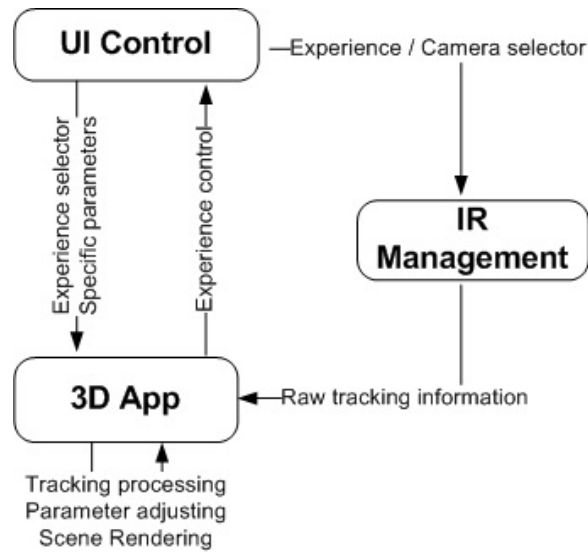 UI Control
Experience / Camera selector
Experience selector
Specific parameters
Experience control
IR
Management
3D App
Raw tracking information
Tracking processing
Parameter adjusting
Scene Rendering